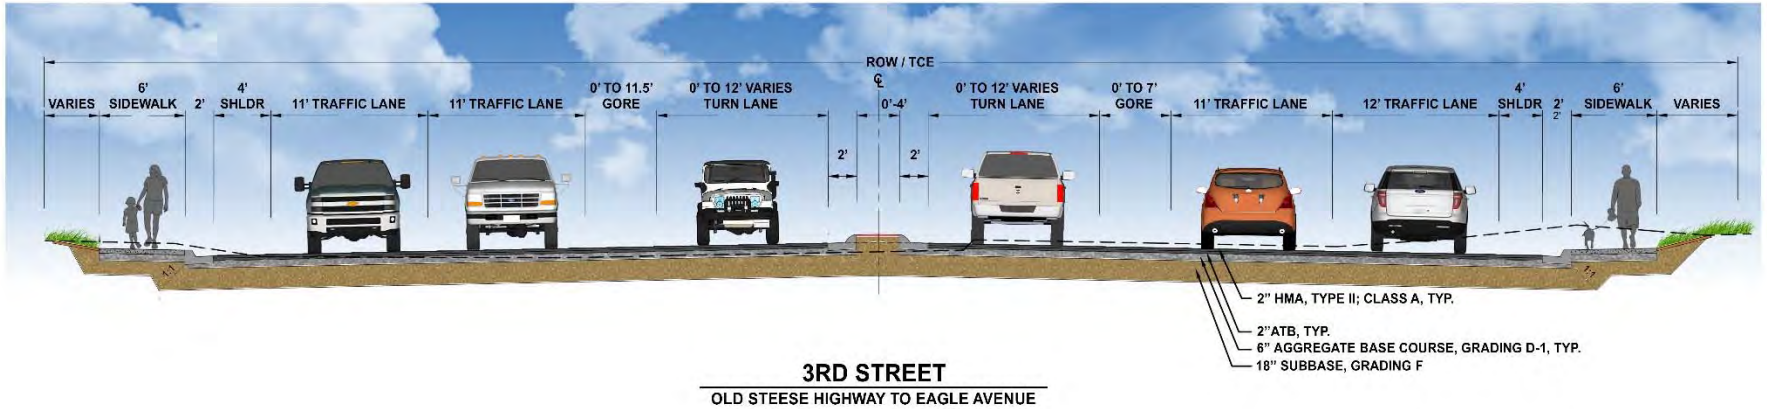 ROW / TCE
℄
VARIES
6'
SIDEWALK
2'
4'
SHLDR
11' TRAFFIC LANE
11' TRAFFIC LANE
0' TO 11.5'
GORE
0' TO 12' VARIES
TURN LANE
0'-4'
0' TO 12' VARIES
TURN LANE
0' TO 7'
GORE
11' TRAFFIC LANE
12' TRAFFIC LANE
4'
SHLDR
2'
2'
6'
SIDEWALK
VARIES
2'
2'
1:1
1:1
2" HMA, TYPE II; CLASS A, TYP.
2"ATB, TYP.
6" AGGREGATE BASE COURSE, GRADING D-1, TYP.
18" SUBBASE, GRADING F
3RD STREET
OLD STEESE HIGHWAY TO EAGLE AVENUE